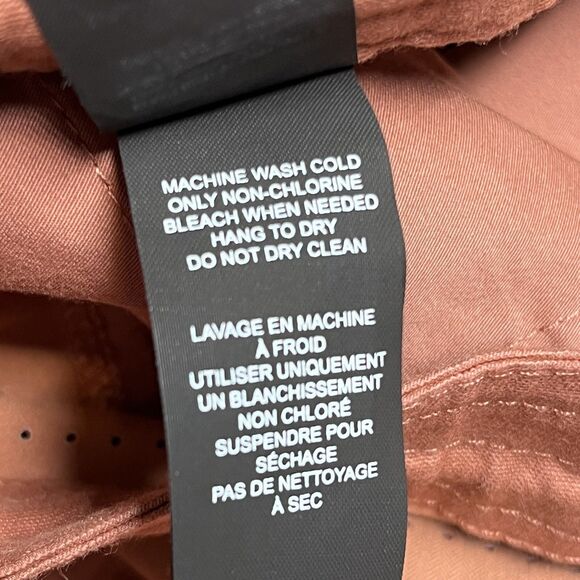 MACHINE WASH COLD
ONLY NON-CHLORINE
BLEACH WHEN NEEDED
HANG TO DRY
DO NOT DRY CLEAN
LAVAGE EN MACHINE
À FROID
UTILISER UNIQUEMENT
UN BLANCHISSEMENT
NON CHLORÉ
SUSPENDRE POUR
SÉCHAGE
PAS DE NETTOYAGE
À SEC